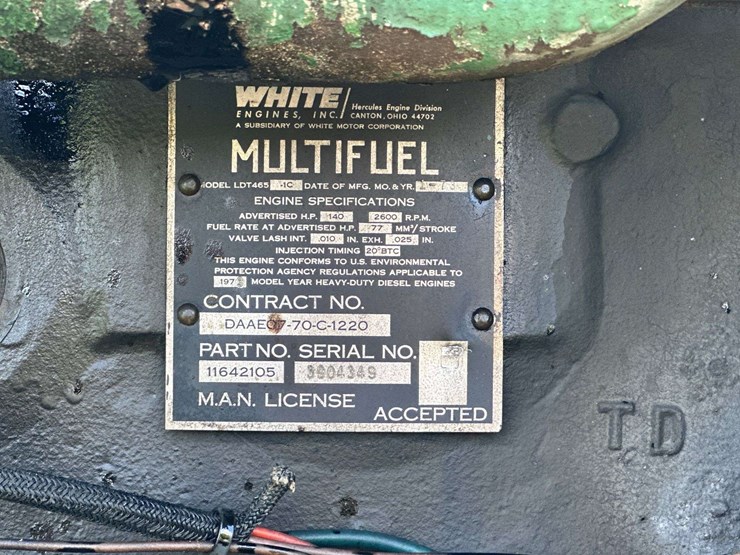 WHITE Hercules Engine Division
ENGINES, INC. CANTON, OHIO 44702
A SUBSIDIARY OF WHITE MOTOR CORPORATION
MULTIFUEL
MODEL LDT465 -1C DATE OF MFG. MO. & YR.
ENGINE SPECIFICATIONS
ADVERTISED H.P. 140 2600 R.P.M.
FUEL RATE AT ADVERTISED H.P. 77 MM³/STROKE
VALVE LASH INT. .010 IN. EXH. .025 IN.
INJECTION TIMING 20°BTC
THIS ENGINE CONFORMS TO U.S. ENVIRONMENTAL
PROTECTION AGENCY REGULATIONS APPLICABLE TO
MODEL YEAR HEAVY-DUTY DIESEL ENGINES
CONTRACT NO.
DAAE07-70-C-1220
PART NO. SERIAL NO.
11642105
M.A.N. LICENSE
ACCEPTED
TD